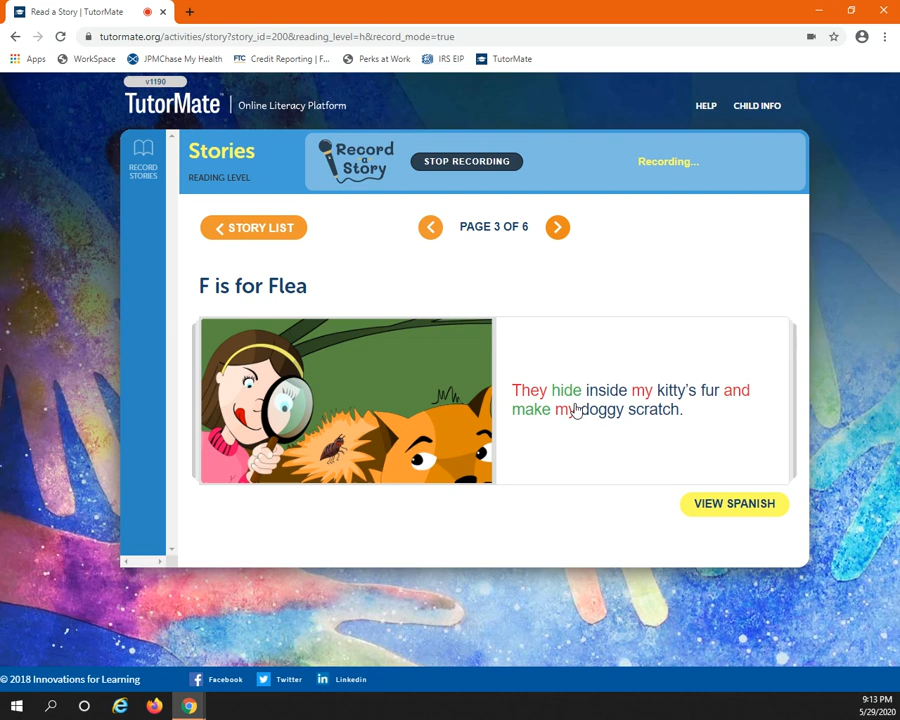 Read a Story | TutorMate
tutormate.org/activities/story?story_id=200&reading_level=h&record_mode=true
Apps WorkSpace JPMChase My Health FTC Credit Reporting | F... Perks at Work IRS EIP TutorMate
v1190
TutorMate™ | Online Literacy Platform HELP CHILD INFO
RECORD STORIES
Stories
READING LEVEL
Record a Story
STOP RECORDING
Recording...
STORY LIST
PAGE 3 OF 6
F is for Flea
They hide inside my kitty's fur and
make my doggy scratch.
VIEW SPANISH
© 2018 Innovations for Learning Facebook Twitter Linkedin
9:13 PM
5/29/2020